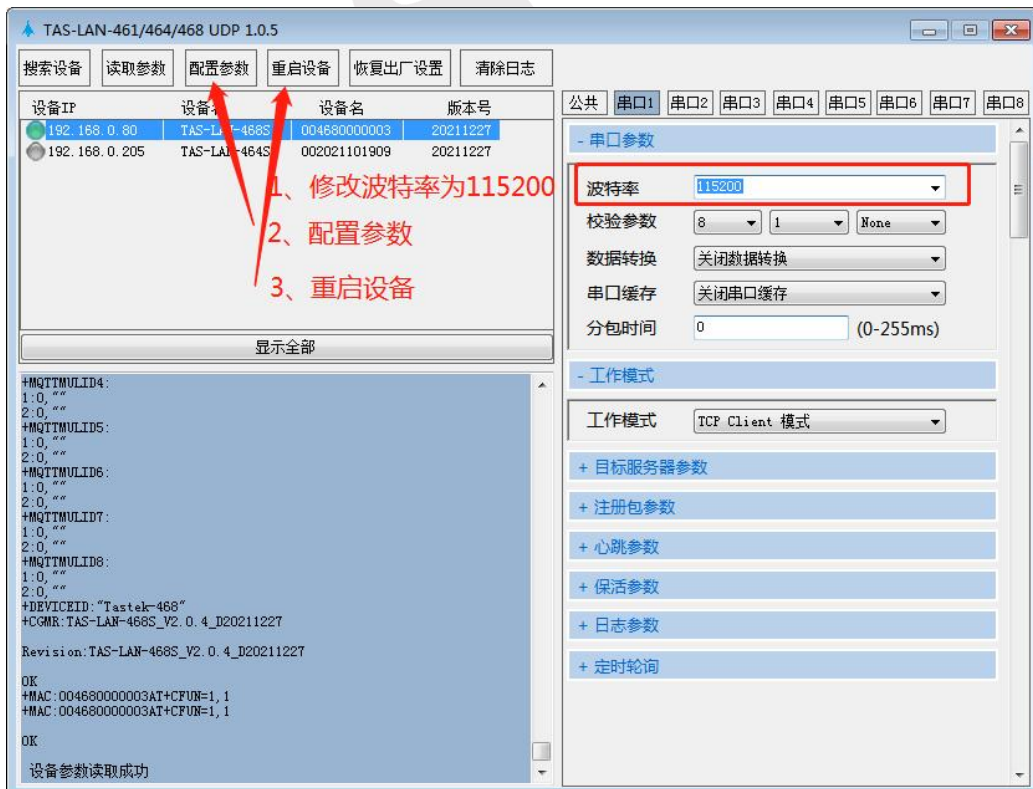 TAS-LAN-461/464/468 UDP 1.0.5
搜索设备 读取参数 配置参数 重启设备 恢复出厂设置 清除日志
设备IP 设备 设备名 版本号
192.168.0.80 TAS-LAN-468S 004680000003 20211227
192.168.0.205 TAS-LAN-464S 002021101909 20211227
1、修改波特率为115200
2、配置参数
3、重启设备
显示全部
+MQTTMULID4:
1:0,""
2:0,""
+MQTTMULID5:
1:0,""
2:0,""
+MQTTMULID6:
1:0,""
2:0,""
+MQTTMULID7:
1:0,""
2:0,""
+MQTTMULID8:
1:0,""
2:0,""
+DEVICEID:"Tastek-468"
+CGMR:TAS-LAN-468S_V2.0.4_D20211227
Revision:TAS-LAN-468S_V2.0.4_D20211227
OK
+MAC:004680000003AT+CFUN=1,1
+MAC:004680000003AT+CFUN=1,1
OK
设备参数读取成功
公共 串口1 串口2 串口3 串口4 串口5 串口6 串口7 串口8
- 串口参数
波特率 115200
校验参数 8 1 None
数据转换 关闭数据转换
串口缓存 关闭串口缓存
分包时间 0 (0-255ms)
- 工作模式
工作模式 TCP Client 模式
+ 目标服务器参数
+ 注册包参数
+ 心跳参数
+ 保活参数
+ 日志参数
+ 定时轮询